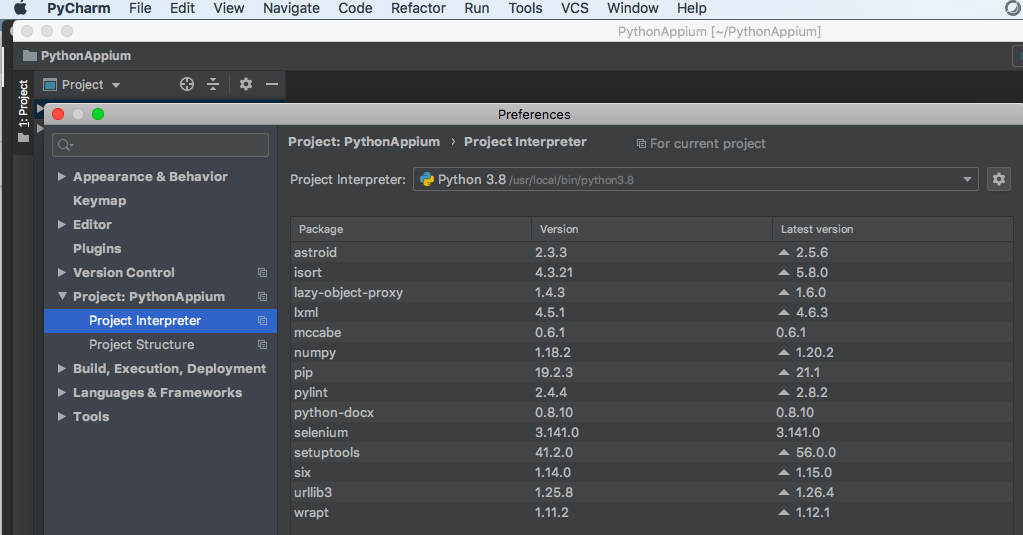 PyCharm File Edit View Navigate Code Refactor Run Tools VCS Window Help
PythonAppium [~/PythonAppium]
PythonAppium
Project
1: Project
Preferences
Project: PythonAppium › Project Interpreter For current project
Appearance & Behavior
Keymap
Editor
Plugins
Version Control
Project: PythonAppium
Project Interpreter
Project Structure
Build, Execution, Deployment
Languages & Frameworks
Tools
Project Interpreter: Python 3.8 /usr/local/bin/python3.8
Package Version Latest version
astroid 2.3.3 2.5.6
isort 4.3.21 5.8.0
lazy-object-proxy 1.4.3 1.6.0
lxml 4.5.1 4.6.3
mccabe 0.6.1 0.6.1
numpy 1.18.2 1.20.2
pip 19.2.3 21.1
pylint 2.4.4 2.8.2
python-docx 0.8.10 0.8.10
selenium 3.141.0 3.141.0
setuptools 41.2.0 56.0.0
six 1.14.0 1.15.0
urllib3 1.25.8 1.26.4
wrapt 1.11.2 1.12.1